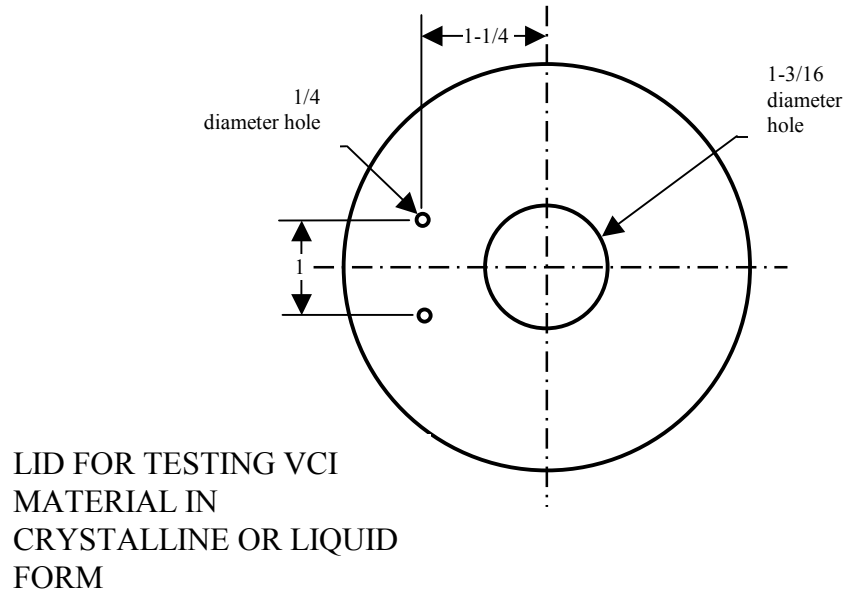 1-1/4
1-3/16
diameter
hole
1/4
diameter hole
1
LID FOR TESTING VCI
MATERIAL IN
CRYSTALLINE OR LIQUID
FORM